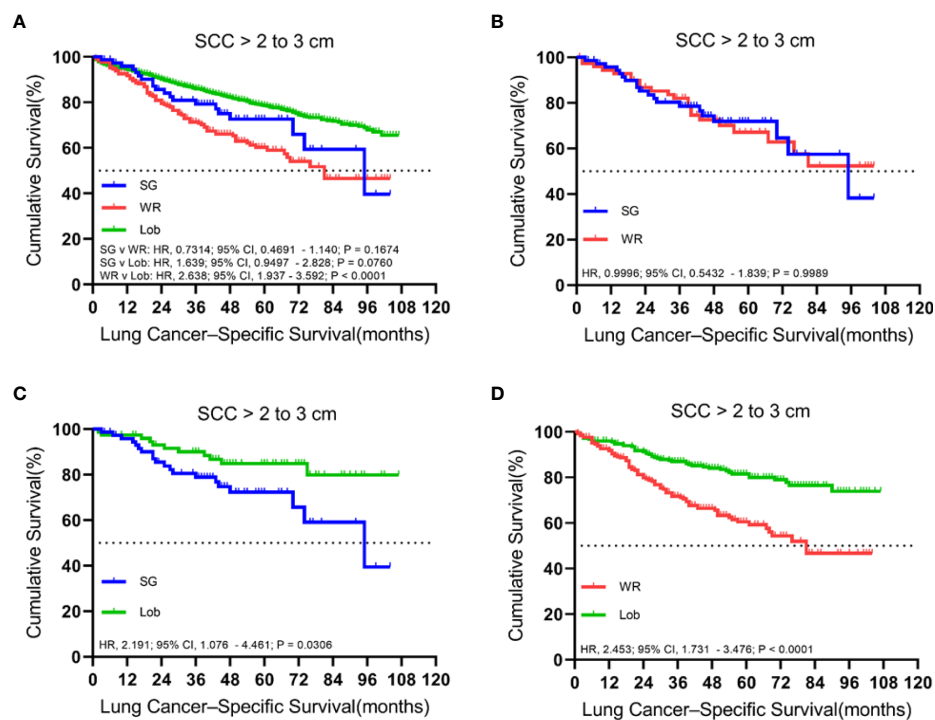 A
SCC > 2 to 3 cm
Cumulative Survival(%)
100
80
60
40
20
0
SG
WR
Lob
SG v WR: HR, 0.7314; 95% CI, 0.4691 - 1.140; P = 0.1674
SG v Lob: HR, 1.639; 95% CI, 0.9497 - 2.828; P = 0.0760
WR v Lob: HR, 2.638; 95% CI, 1.937 - 3.592; P < 0.0001
0 12 24 36 48 60 72 84 96 108 120
Lung Cancer–Specific Survival(months)
B
SCC > 2 to 3 cm
Cumulative Survival(%)
100
80
60
40
20
0
SG
WR
HR, 0.9996; 95% CI, 0.5432 - 1.839; P = 0.9989
0 12 24 36 48 60 72 84 96 108 120
Lung Cancer–Specific Survival(months)
C
SCC > 2 to 3 cm
Cumulative Survival(%)
100
80
60
40
20
0
SG
Lob
HR, 2.191; 95% CI, 1.076 - 4.461; P = 0.0306
0 12 24 36 48 60 72 84 96 108 120
Lung Cancer–Specific Survival(months)
D
SCC > 2 to 3 cm
Cumulative Survival(%)
100
80
60
40
20
0
WR
Lob
HR, 2.453; 95% CI, 1.731 - 3.476; P < 0.0001
0 12 24 36 48 60 72 84 96 108 120
Lung Cancer–Specific Survival(months)